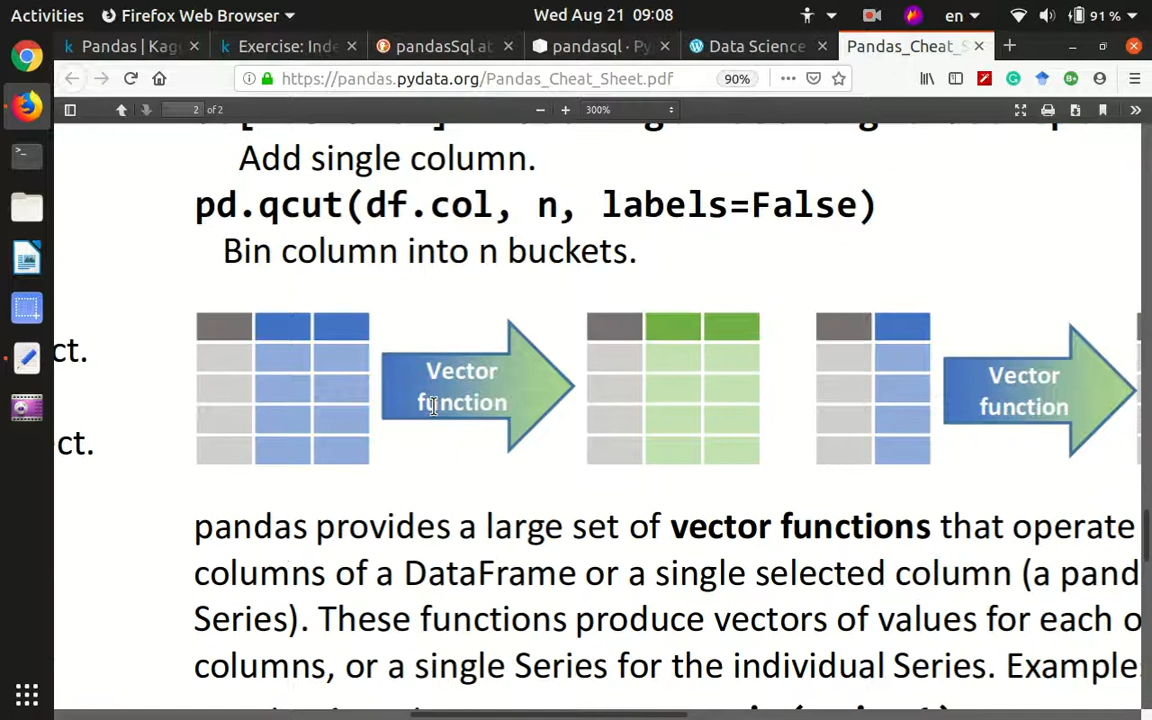 Activities Firefox Web Browser Wed Aug 21 09:08 en 91 %
Pandas | Kag Exercise: Inde pandasSql at pandasql · Py Data Science Pandas_Cheat_S
https://pandas.pydata.org/Pandas_Cheat_Sheet.pdf 90%
2 of 2 300%
Add single column.
pd.qcut(df.col, n, labels=False)
Bin column into n buckets.
ct.
Vector
function
Vector
function
ct.
pandas provides a large set of vector functions that operate
columns of a DataFrame or a single selected column (a pand
Series). These functions produce vectors of values for each o
columns, or a single Series for the individual Series. Example